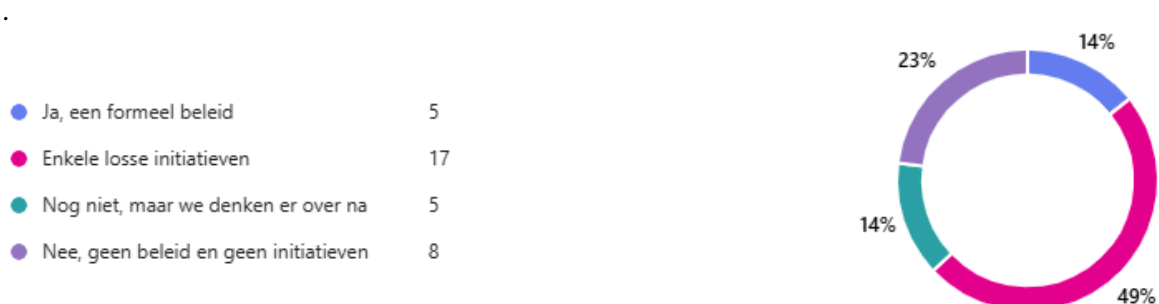 .
Ja, een formeel beleid 5
Enkele losse initiatieven 17
Nog niet, maar we denken er over na 5
Nee, geen beleid en geen initiatieven 8
14%
23%
14%
49%